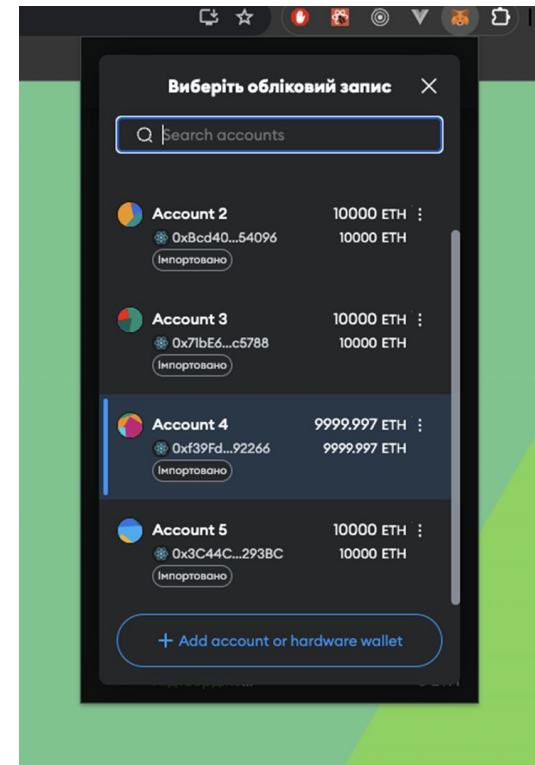 Виберіть обліковий запис
Search accounts
Account 2 10000 ETH
0xBcd40...54096 10000 ETH
Імпортовано
Account 3 10000 ETH
0x71bE6...c5788 10000 ETH
Імпортовано
Account 4 9999.997 ETH
0xf39Fd...92266 9999.997 ETH
Імпортовано
Account 5 10000 ETH
0x3C44C...293BC 10000 ETH
Імпортовано
+ Add account or hardware wallet